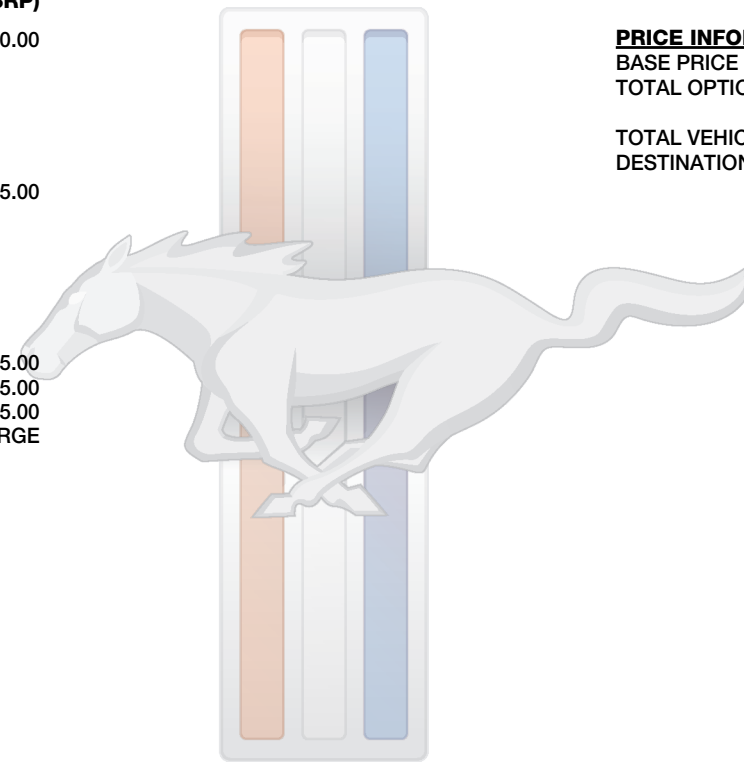 SRP)
0.00
5.00
5.00
5.00
5.00
RGE
PRICE INFO
BASE PRICE
TOTAL OPTIO
TOTAL VEHIC
DESTINATION